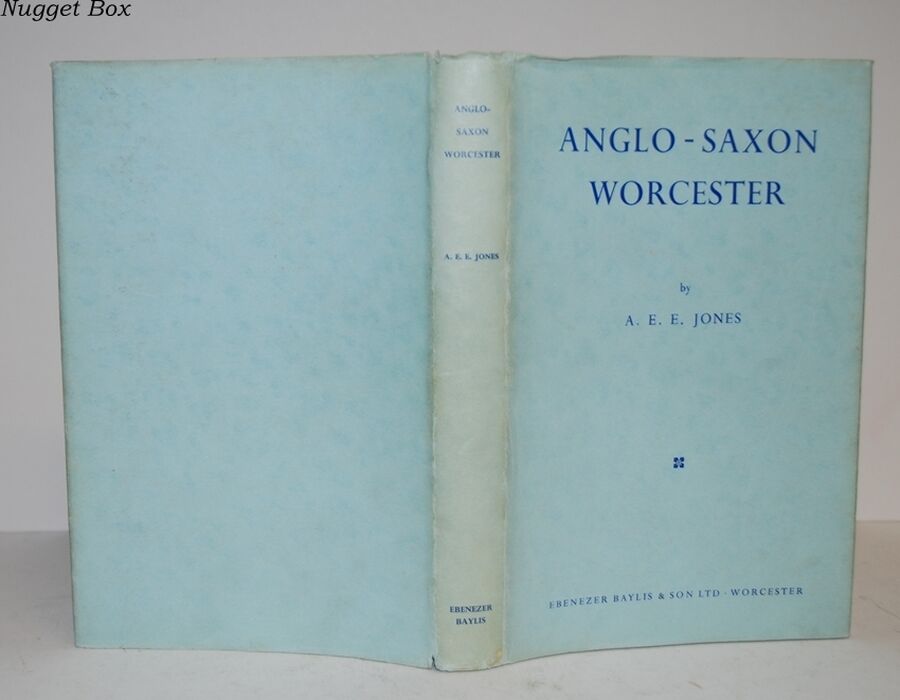 Nugget Box
ANGLO-
SAXON
WORCESTER
A. E. E. JONES
EBENEZER
BAYLIS
ANGLO-SAXON
WORCESTER
by
A. E. E. JONES
EBENEZER BAYLIS & SON LTD · WORCESTER